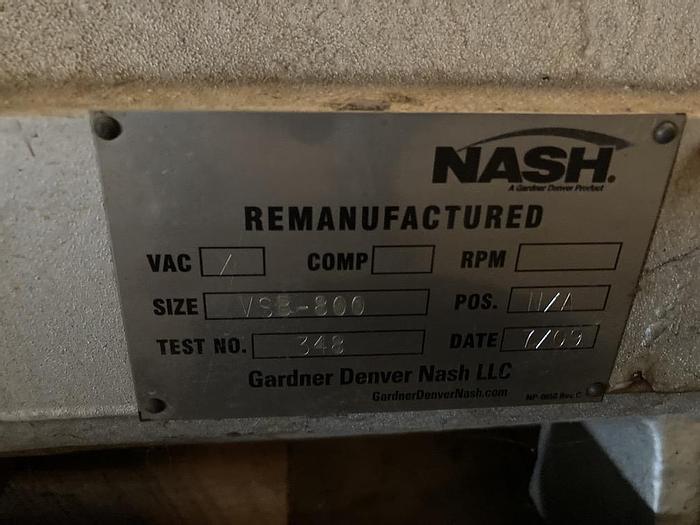 NASH.
A Gardner Denver Product
REMANUFACTURED
VAC / COMP RPM
SIZE VSB-800 POS. N/A
TEST NO. 348 DATE 7/09
Gardner Denver Nash LLC
GardnerDenverNash.com
Rev. C